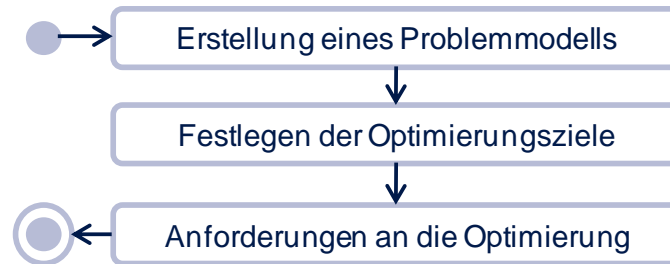 Erstellung eines Problemmodells
Festlegen der Optimierungsziele
Anforderungen an die Optimierung